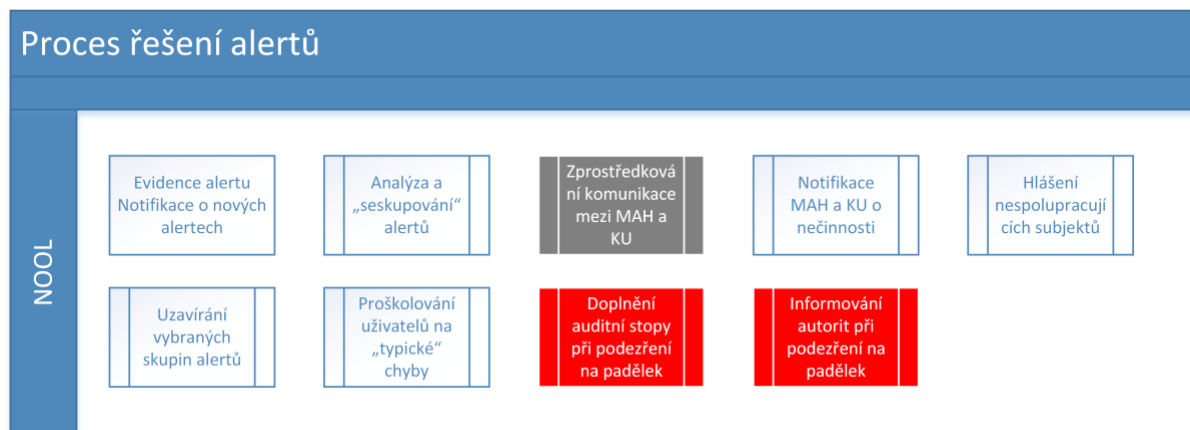 Proces řešení alertů
NOOL
Evidence alertu
Notifikace o nových
alertech
Analýza a
„seskupování“
alertů
Zprostředková
ní komunikace
mezi MAH a
KU
Notifikace
MAH a KU o
nečinnosti
Hlášení
nespolupracují
cích subjektů
Uzavírání
vybraných
skupin alertů
Proškolování
uživatelů na
„typické“
chyby
Doplnění
auditní stopy
při podezření
na padělek
Informování
autorit při
podezření na
padělek